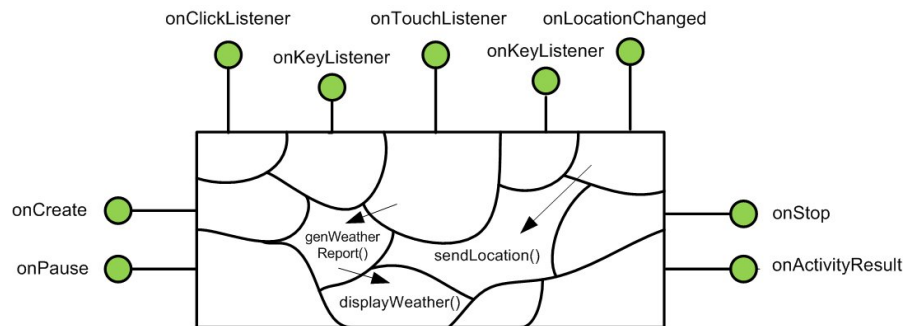 onClickListener
onTouchListener
onLocationChanged
onKeyListener
onKeyListener
onCreate
onStop
genWeather
Report()
sendLocation()
onPause
onActivityResult
displayWeather()